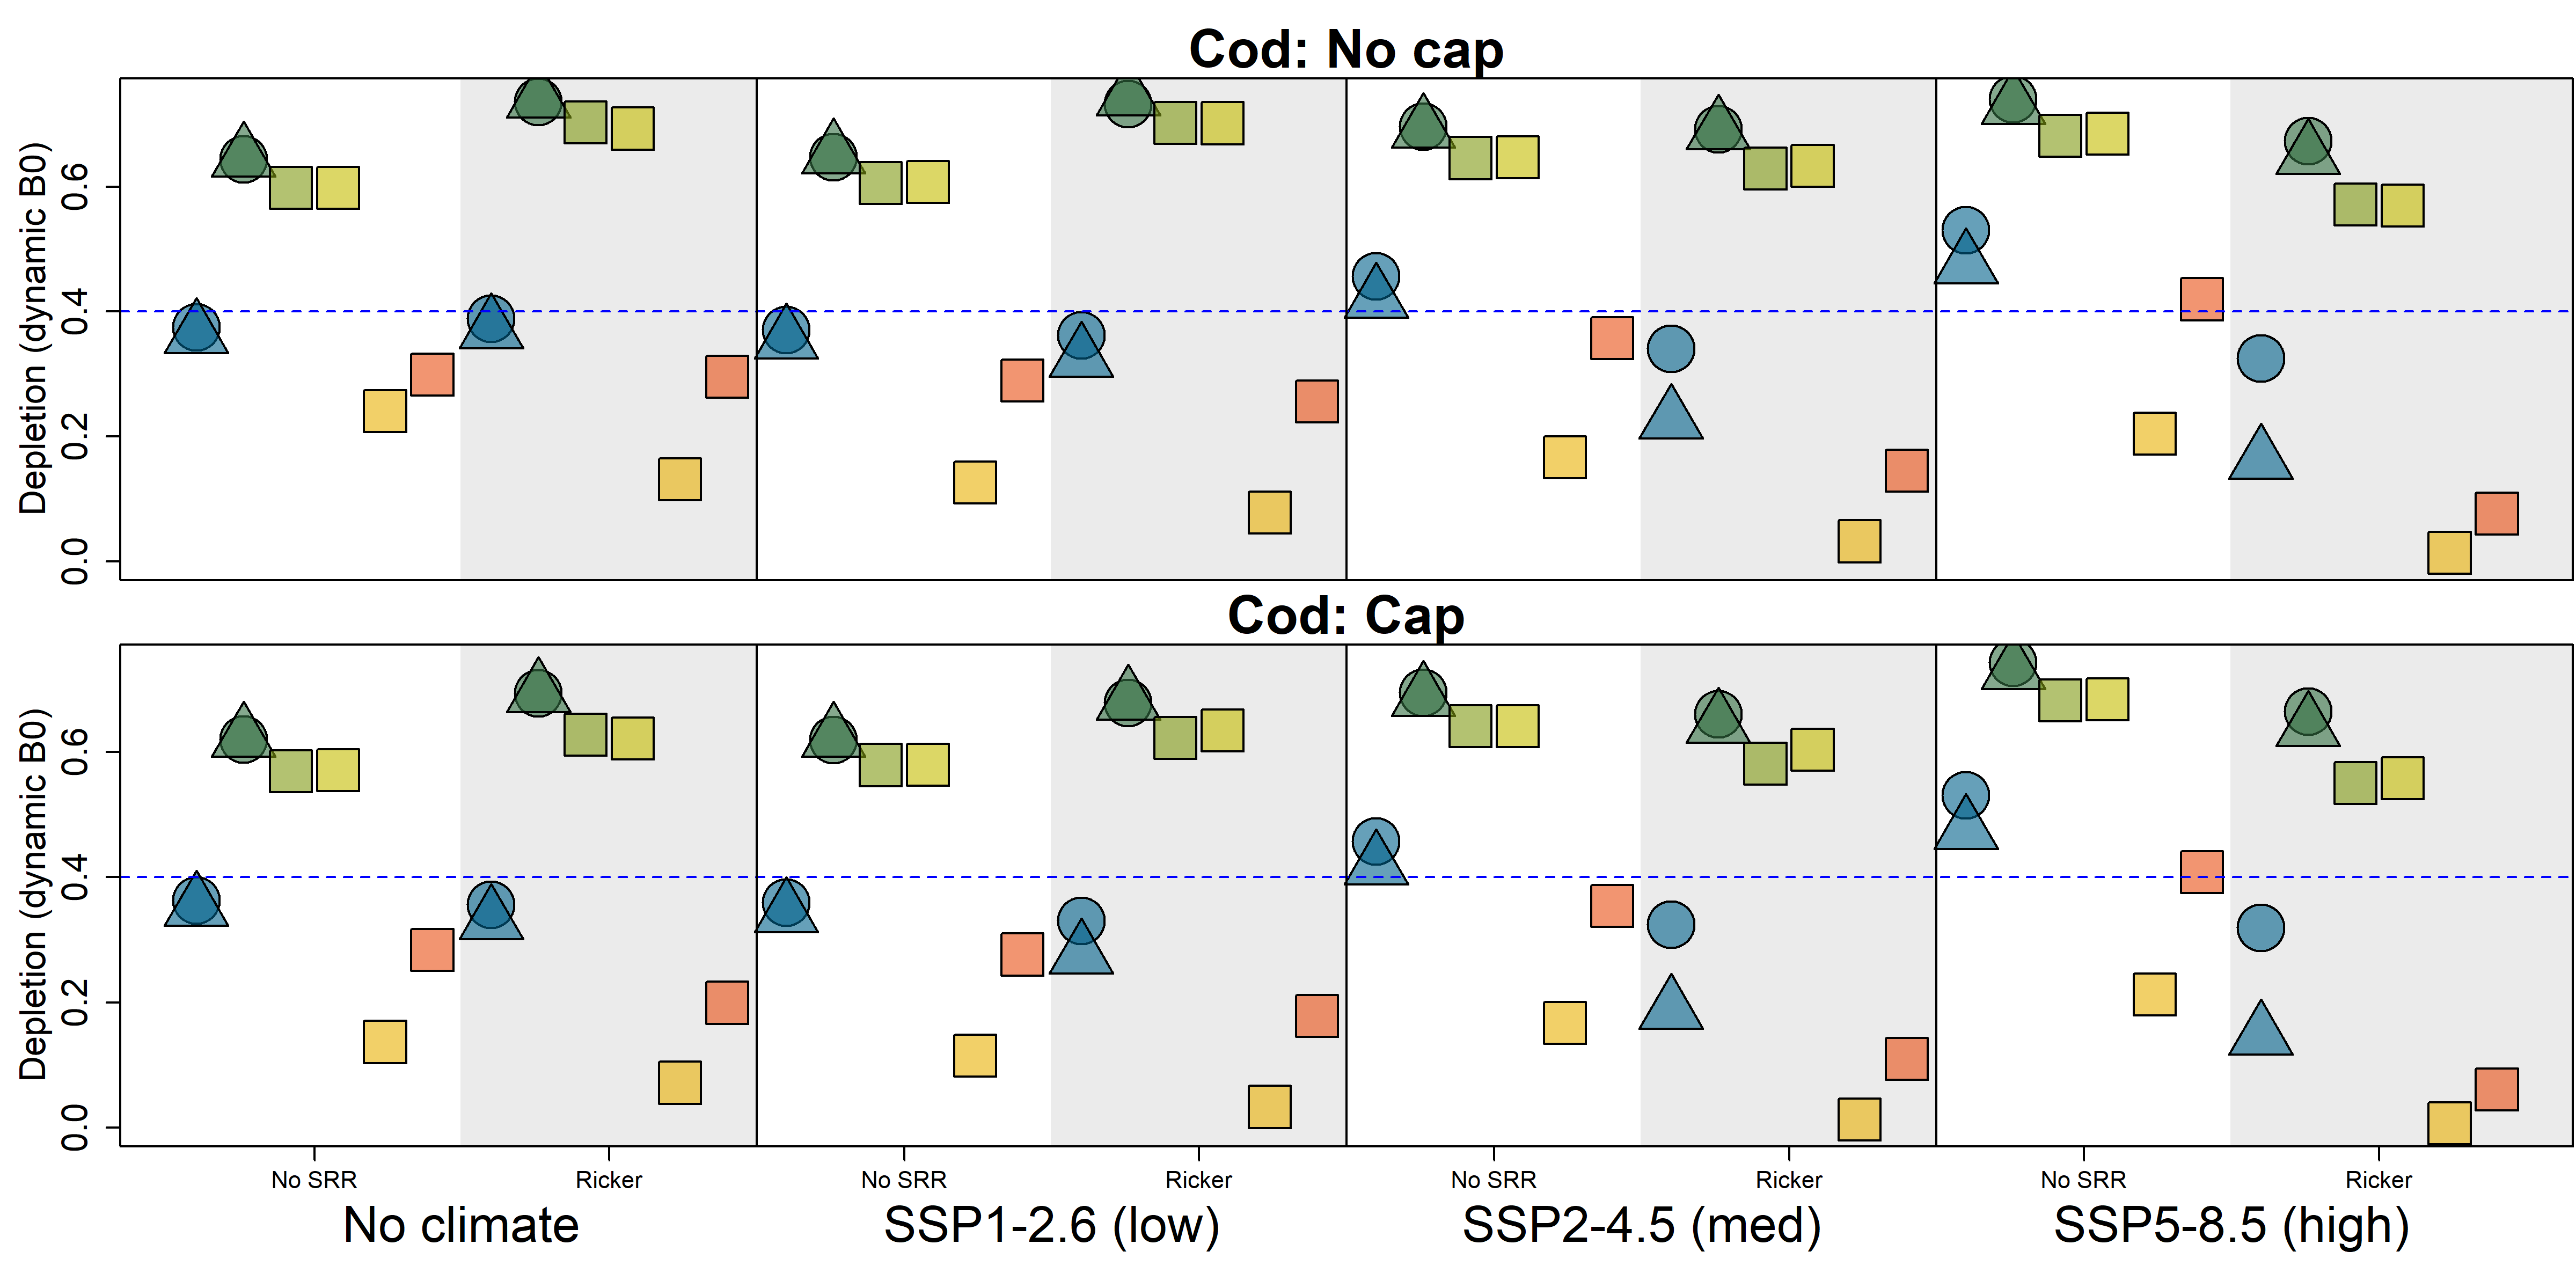 Cod: No cap
Depletion (dynamic B0)
0.6
0.4
0.2
0.0
Cod: Cap
Depletion (dynamic B0)
0.6
0.4
0.2
0.0
No SRR Ricker No SRR Ricker No SRR Ricker No SRR Ricker
No climate SSP1-2.6 (low) SSP2-4.5 (med) SSP5-8.5 (high)